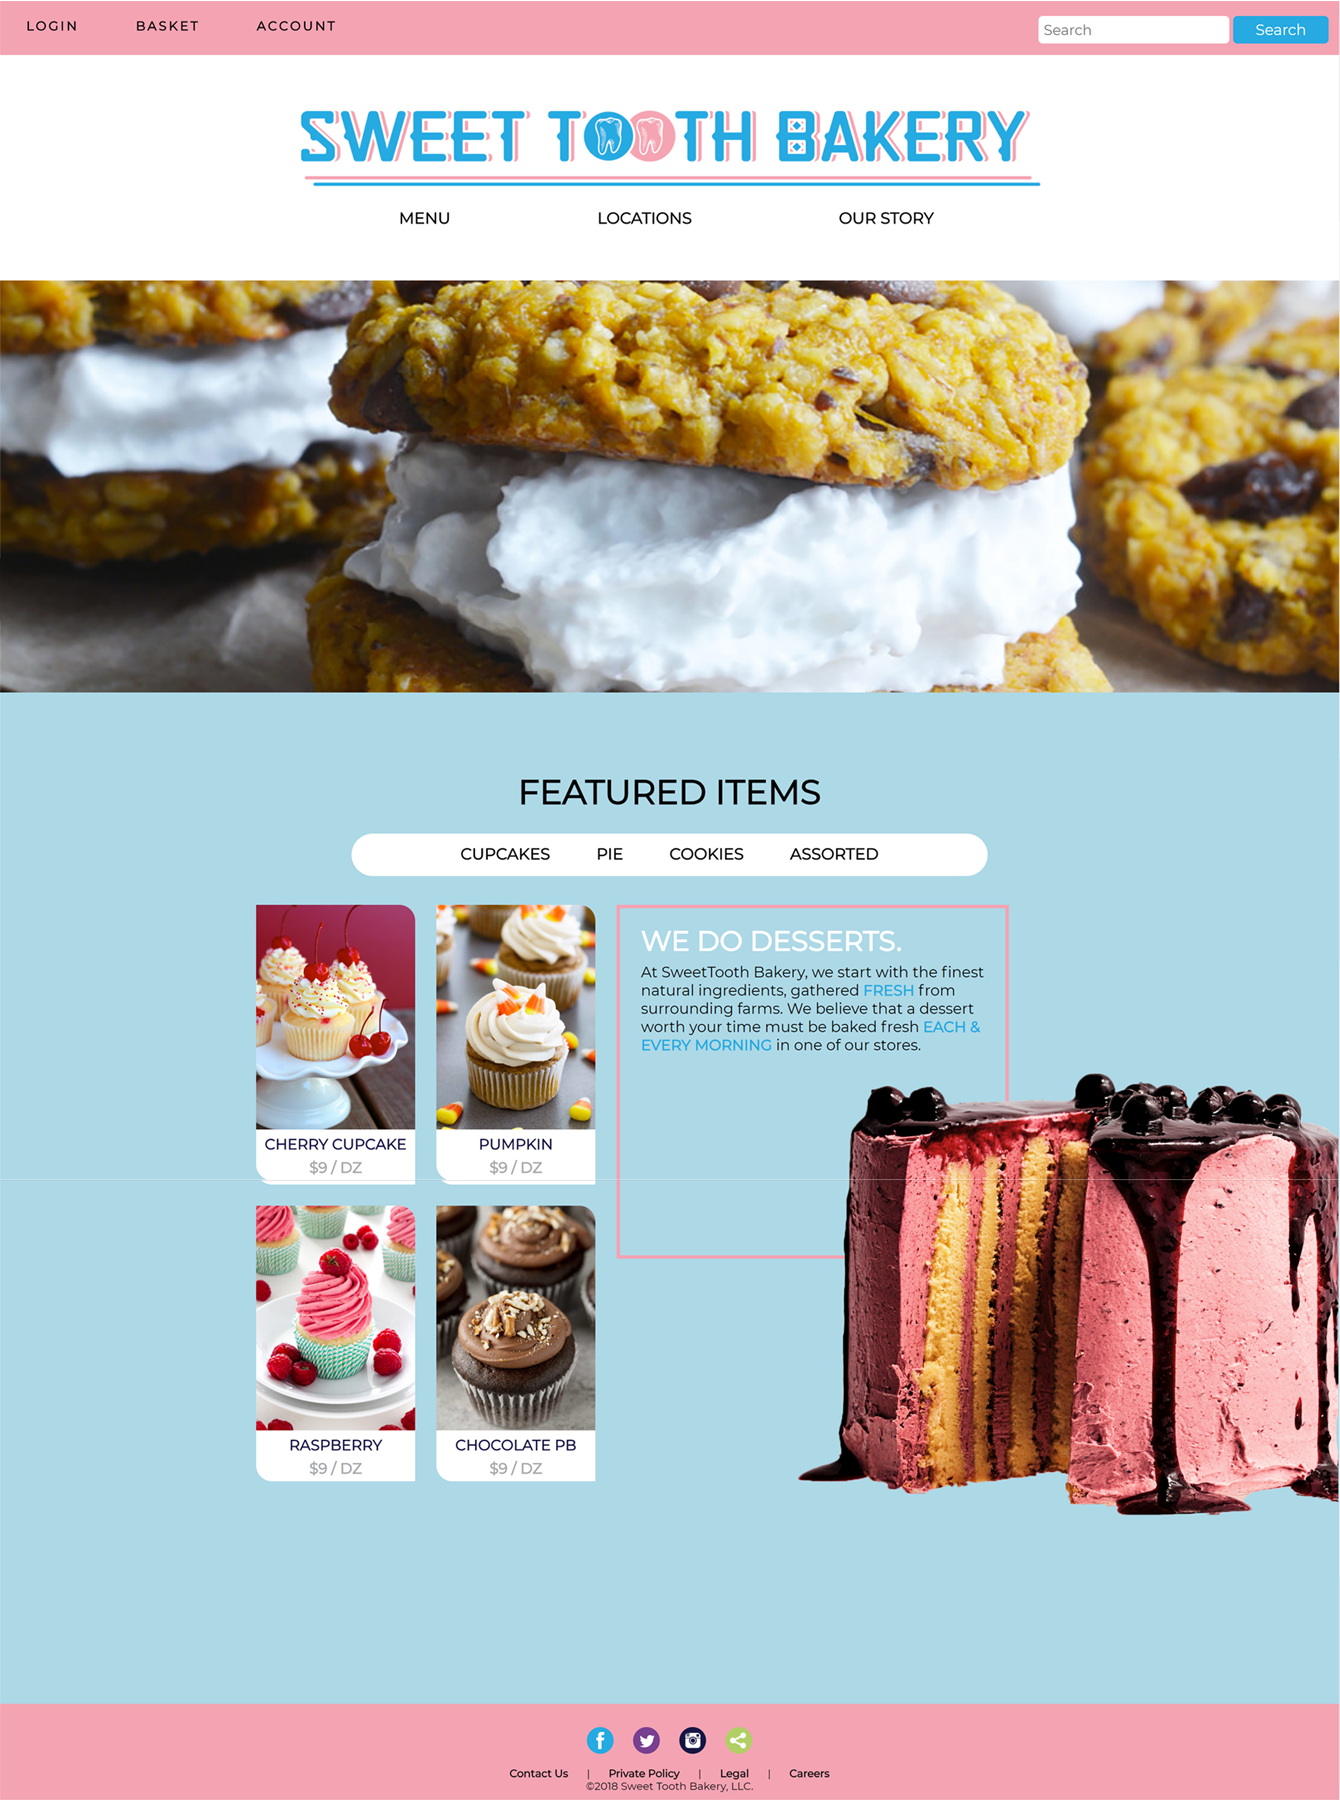 LOGIN BASKET ACCOUNT Search Search
SWEET TOOTH BAKERY
MENU LOCATIONS OUR STORY
FEATURED ITEMS
CUPCAKES PIE COOKIES ASSORTED
CHERRY CUPCAKE
$9 / DZ
PUMPKIN
$9 / DZ
WE DO DESSERTS.
At SweetTooth Bakery, we start with the finest
natural ingredients, gathered FRESH from
surrounding farms. We believe that a dessert
worth your time must be baked fresh EACH &
EVERY MORNING in one of our stores.
RASPBERRY
$9 / DZ
CHOCOLATE PB
$9 / DZ
Contact Us | Private Policy | Legal | Careers
©2018 Sweet Tooth Bakery, LLC.